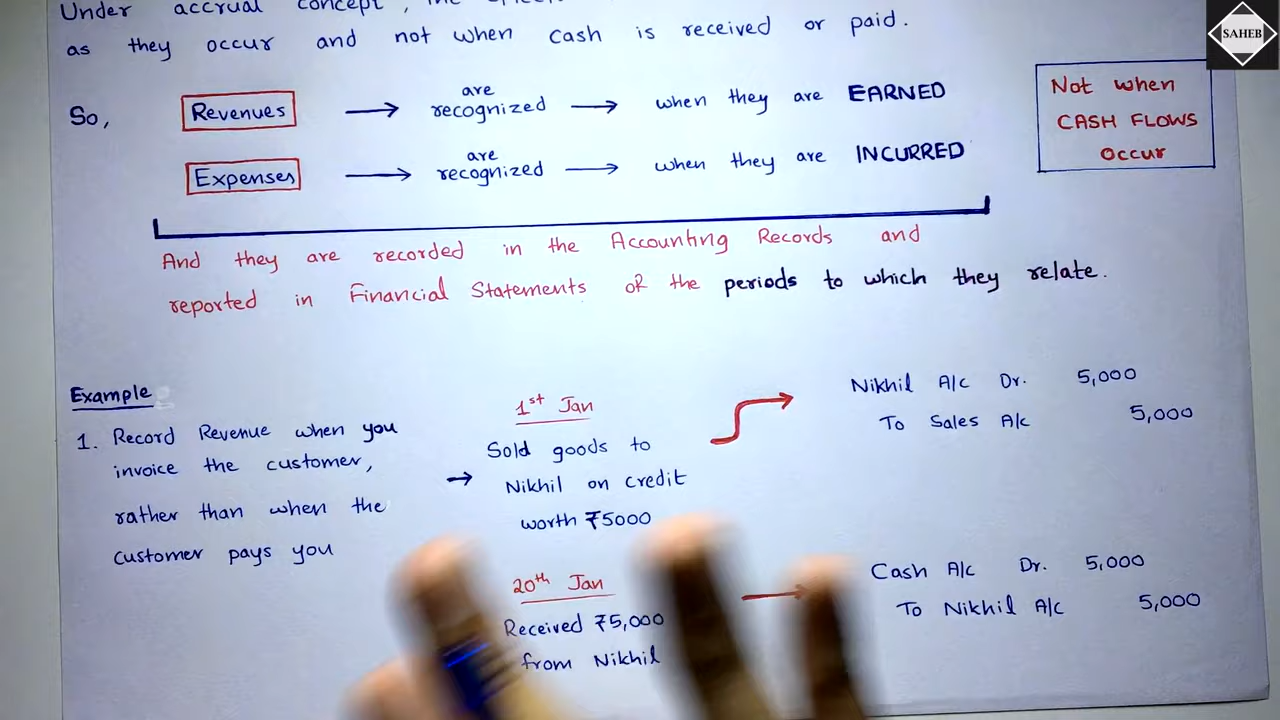 Under accrual concept, the
as they occur and not when cash is received or paid.
SAHEB
So, Revenues → are recognized → when they are EARNED
Expenses → are recognized → when they are INCURRED
Not when
CASH FLOWS
Occur
And they are recorded in the Accounting Records and
reported in Financial Statements of the periods to which they relate.
Example
1. Record Revenue when you
invoice the customer,
rather than when the
customer pays you
→
1st Jan
Sold goods to
Nikhil on credit
worth ₹5000
Nikhil A/c Dr. 5,000
To Sales A/c 5,000
20th Jan
Received ₹5,000
from Nikhil
Cash A/c Dr. 5,000
To Nikhil A/c 5,000